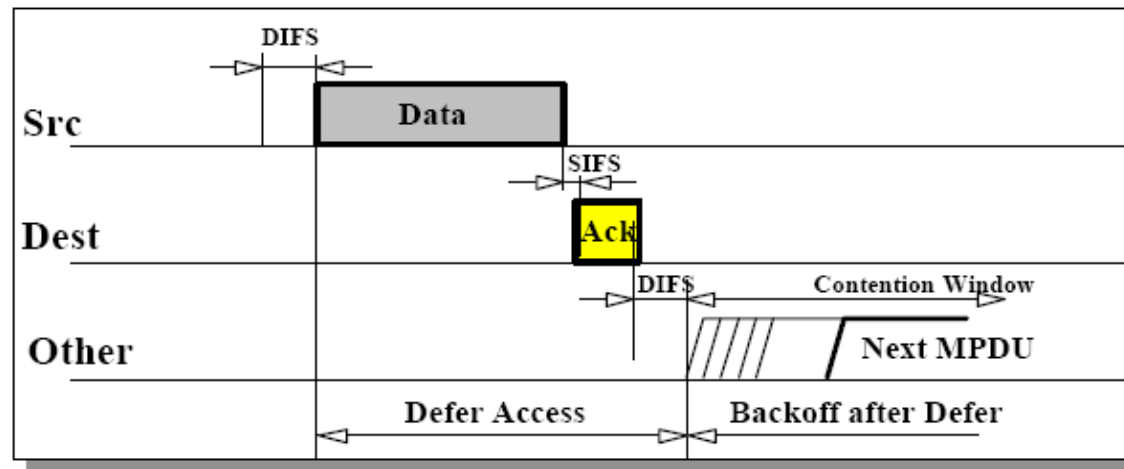 DIFS
Data
Src
SIFS
Dest
Ack
DIFS
Contention Window
Other
Next MPDU
Defer Access
Backoff after Defer